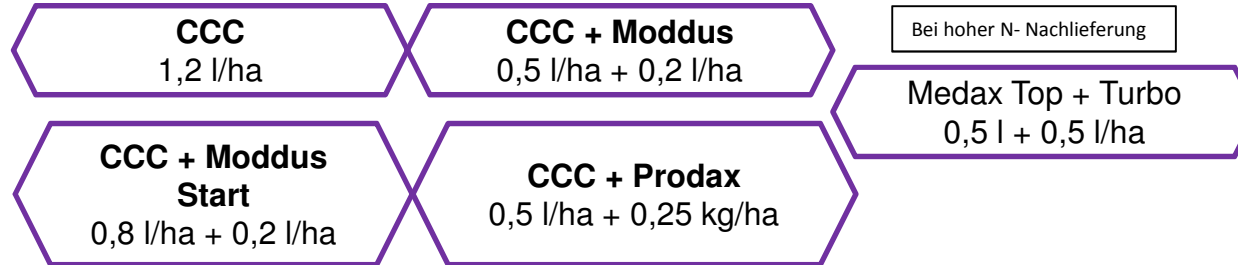 CCC
1,2 l/ha
CCC + Moddus
0,5 l/ha + 0,2 l/ha
Bei hoher N- Nachlieferung
Medax Top + Turbo
0,5 l + 0,5 l/ha
CCC + Moddus
Start
0,8 l/ha + 0,2 l/ha
CCC + Prodax
0,5 l/ha + 0,25 kg/ha